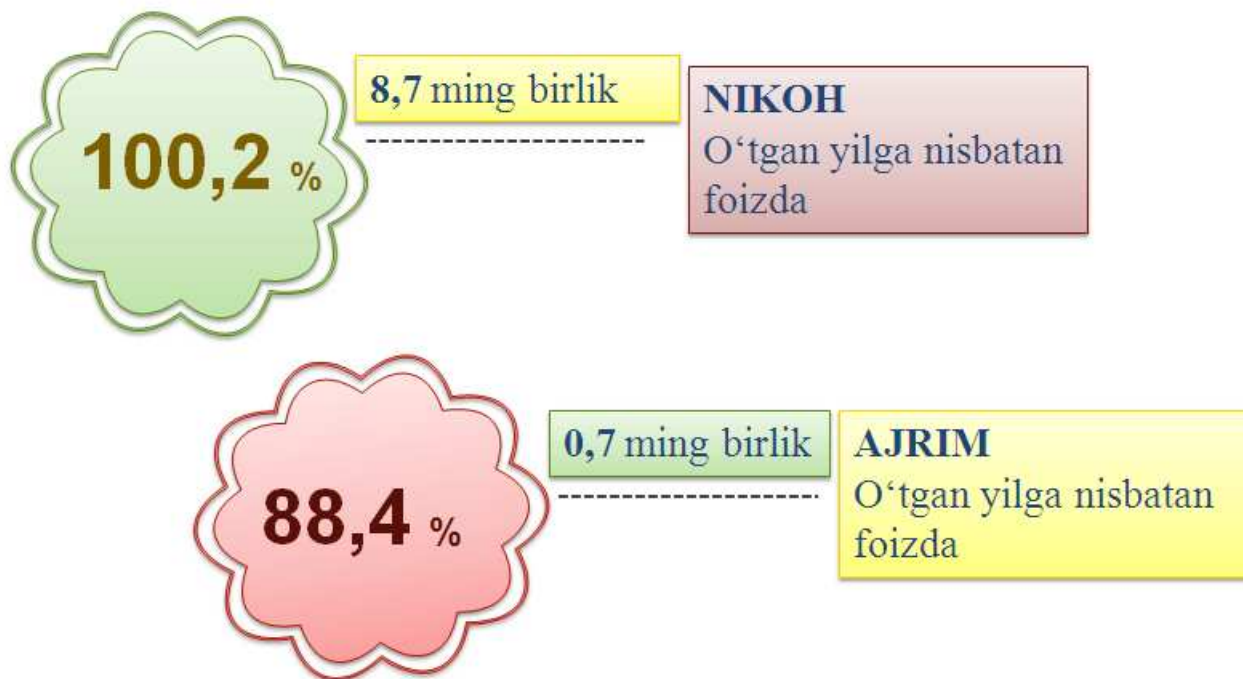 100,2 %
8,7 ming birlik
NIKOH
O‘tgan yilga nisbatan
foizda
88,4 %
0,7 ming birlik
AJRIM
O‘tgan yilga nisbatan
foizda